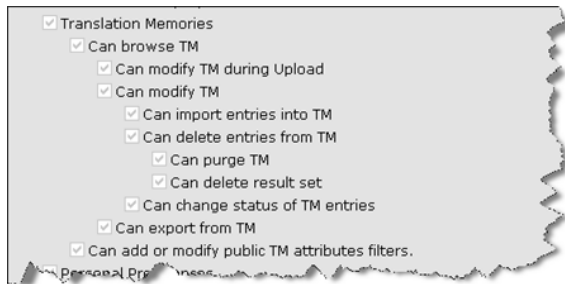 Translation Memories
Can browse TM
Can modify TM during Upload
Can modify TM
Can import entries into TM
Can delete entries from TM
Can purge TM
Can delete result set
Can change status of TM entries
Can export from TM
Can add or modify public TM attributes filters.
Personal Preferences